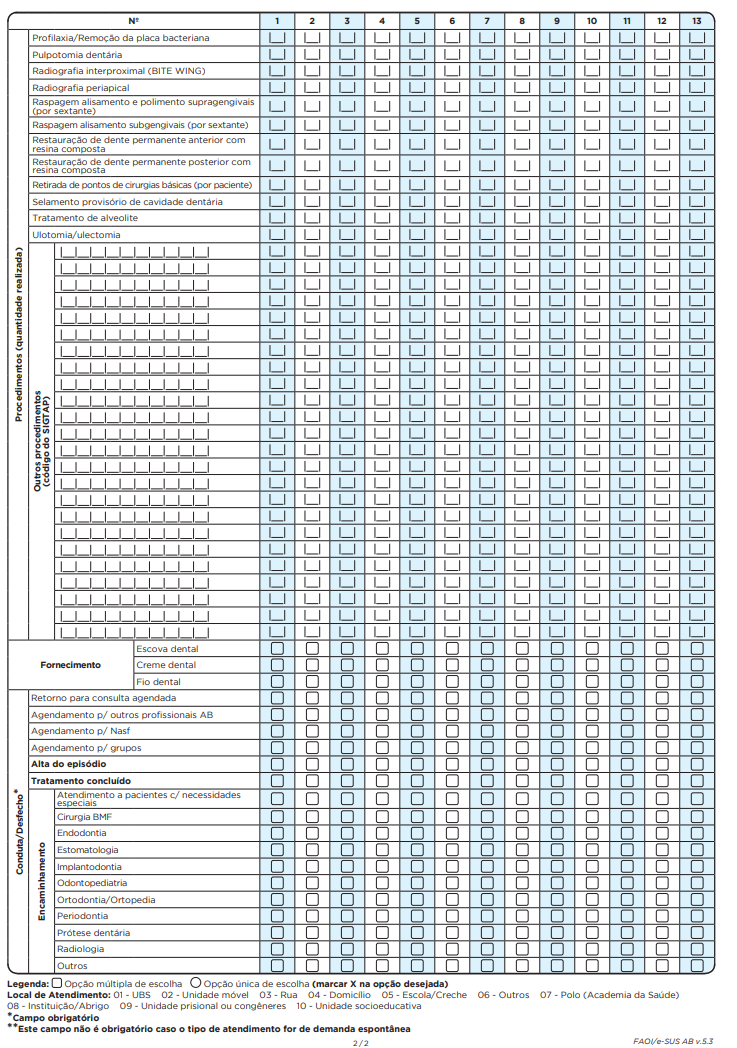 Nº 1 2 3 4 5 6 7 8 9 10 11 12 13
Procedimentos (quantidade realizada)
Profilaxia/Remoção da placa bacteriana
Pulpotomia dentária
Radiografia interproximal (BITE WING)
Radiografia periapical
Raspagem alisamento e polimento supragengivais
(por sextante)
Raspagem alisamento subgengivais (por sextante)
Restauração de dente permanente anterior com
resina composta
Restauração de dente permanente posterior com
resina composta
Retirada de pontos de cirurgias básicas (por paciente)
Selamento provisório de cavidade dentária
Tratamento de alveolite
Ulotomia/ulectomia
Outros procedimentos
(código do SIGTAP)
Fornecimento
Escova dental
Creme dental
Fio dental
Conduta/Desfecho*
Retorno para consulta agendada
Agendamento p/ outros profissionais AB
Agendamento p/ Nasf
Agendamento p/ grupos
Alta do episódio
Tratamento concluído
Encaminhamento
Atendimento a pacientes c/ necessidades
especiais
Cirurgia BMF
Endodontia
Estomatologia
Implantodontia
Odontopediatria
Ortodontia/Ortopedia
Periodontia
Prótese dentária
Radiologia
Outros
Legenda: Opção múltipla de escolha Opção única de escolha (marcar X na opção desejada)
Local de Atendimento: 01 - UBS 02 - Unidade móvel 03 - Rua 04 - Domicílio 05 - Escola/Creche 06 - Outros 07 - Polo (Academia da Saúde)
08 - Instituição/Abrigo 09 - Unidade prisional ou congêneres 10 - Unidade socioeducativa
*Campo obrigatório
**Este campo não é obrigatório caso o tipo de atendimento for de demanda espontânea
2/2
FAOI/e-SUS AB v.5.3